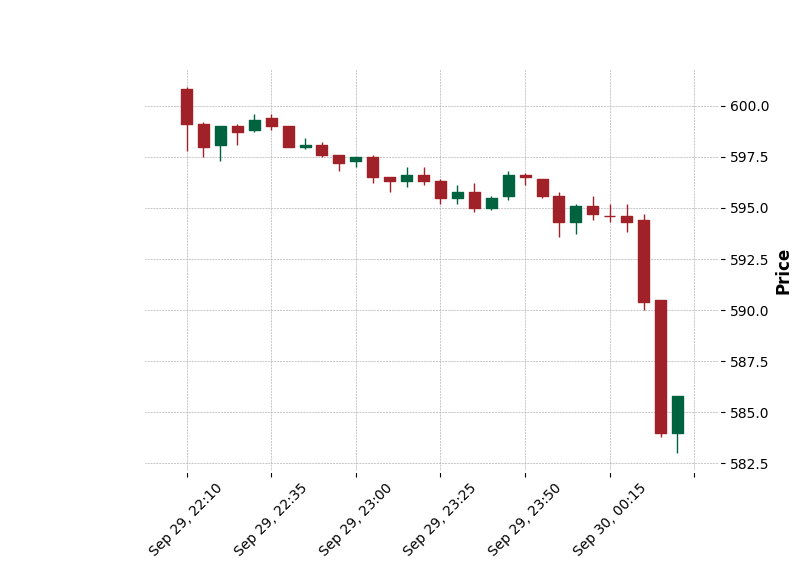 600.0
597.5
595.0
592.5
590.0
587.5
585.0
582.5
Price
Sep 29, 22:10
Sep 29, 22:35
Sep 29, 23:00
Sep 29, 23:25
Sep 29, 23:50
Sep 30, 00:15